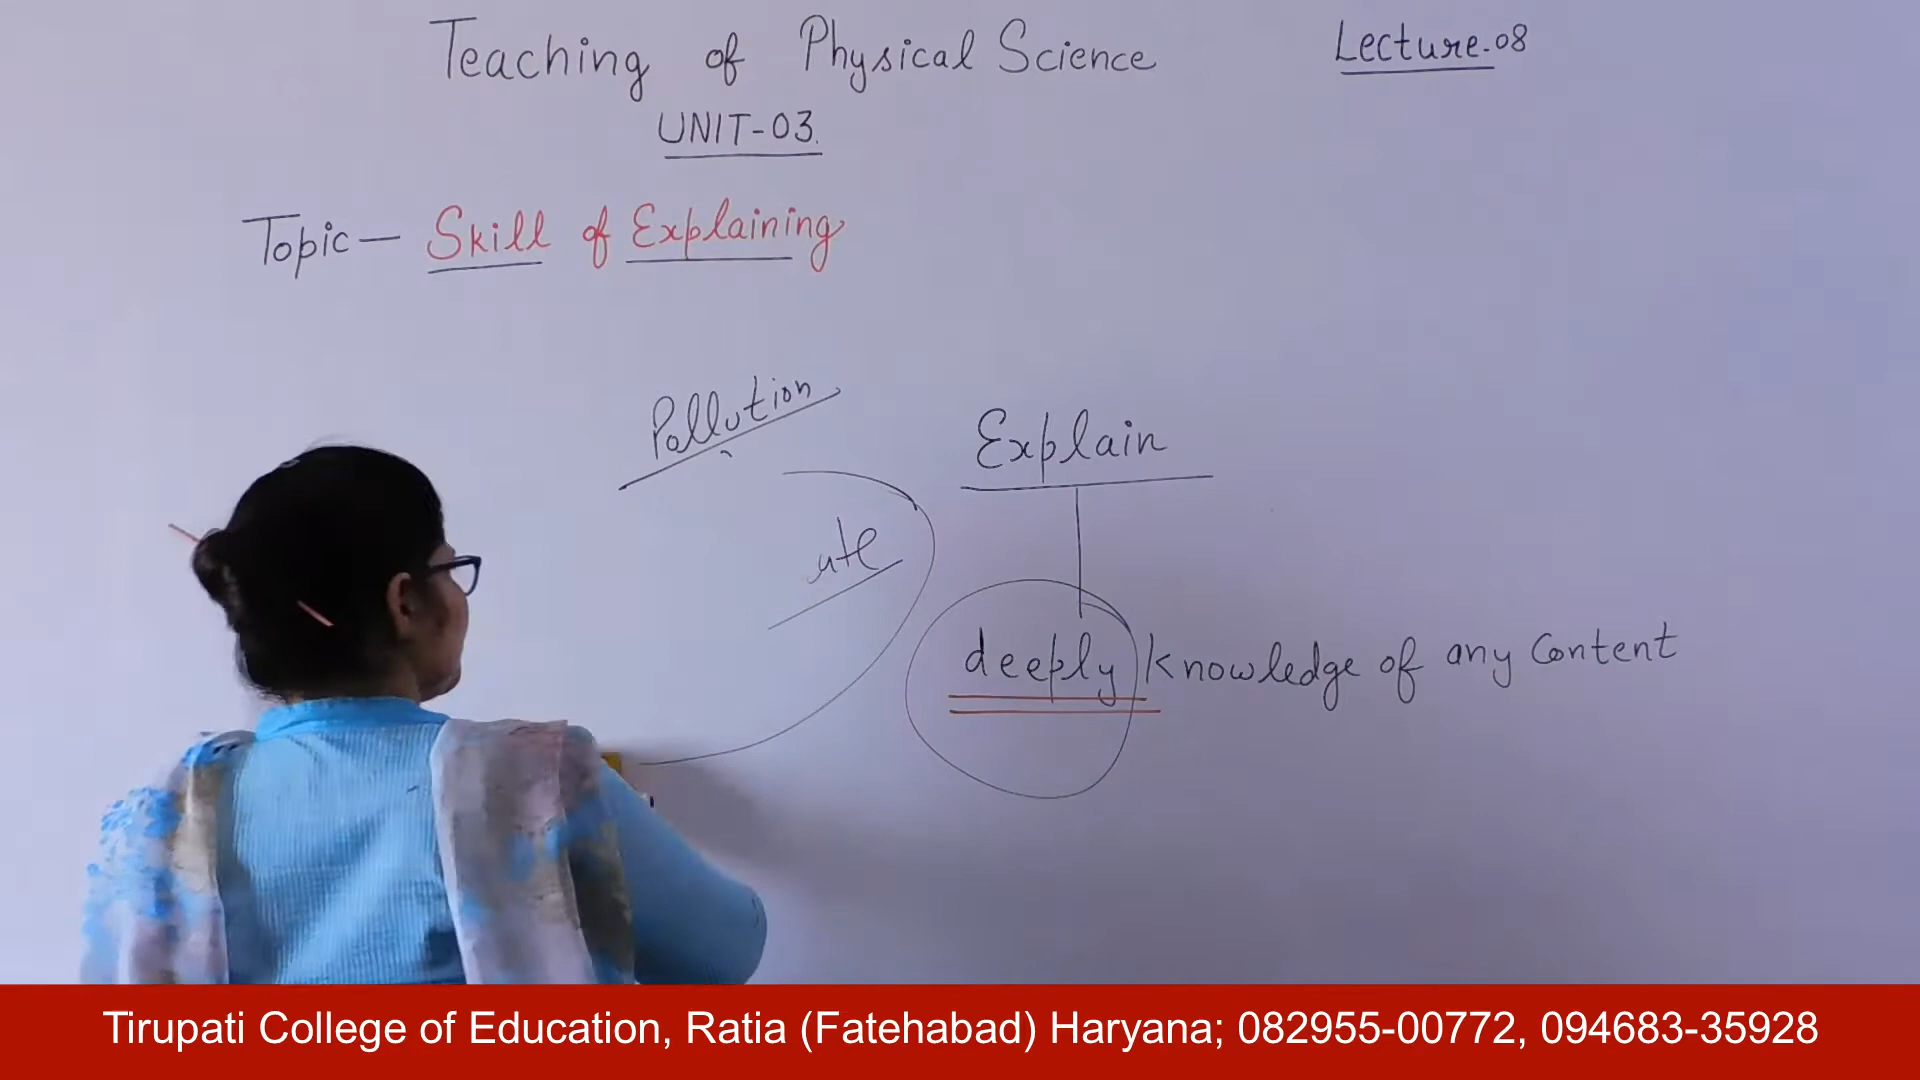 Teaching of Physical Science
Lecture-08
UNIT-03.
Topic— Skill of Explaining
Pollution
Explain
ute
deeply knowledge of any Content
Tirupati College of Education, Ratia (Fatehabad) Haryana; 082955-00772, 094683-35928